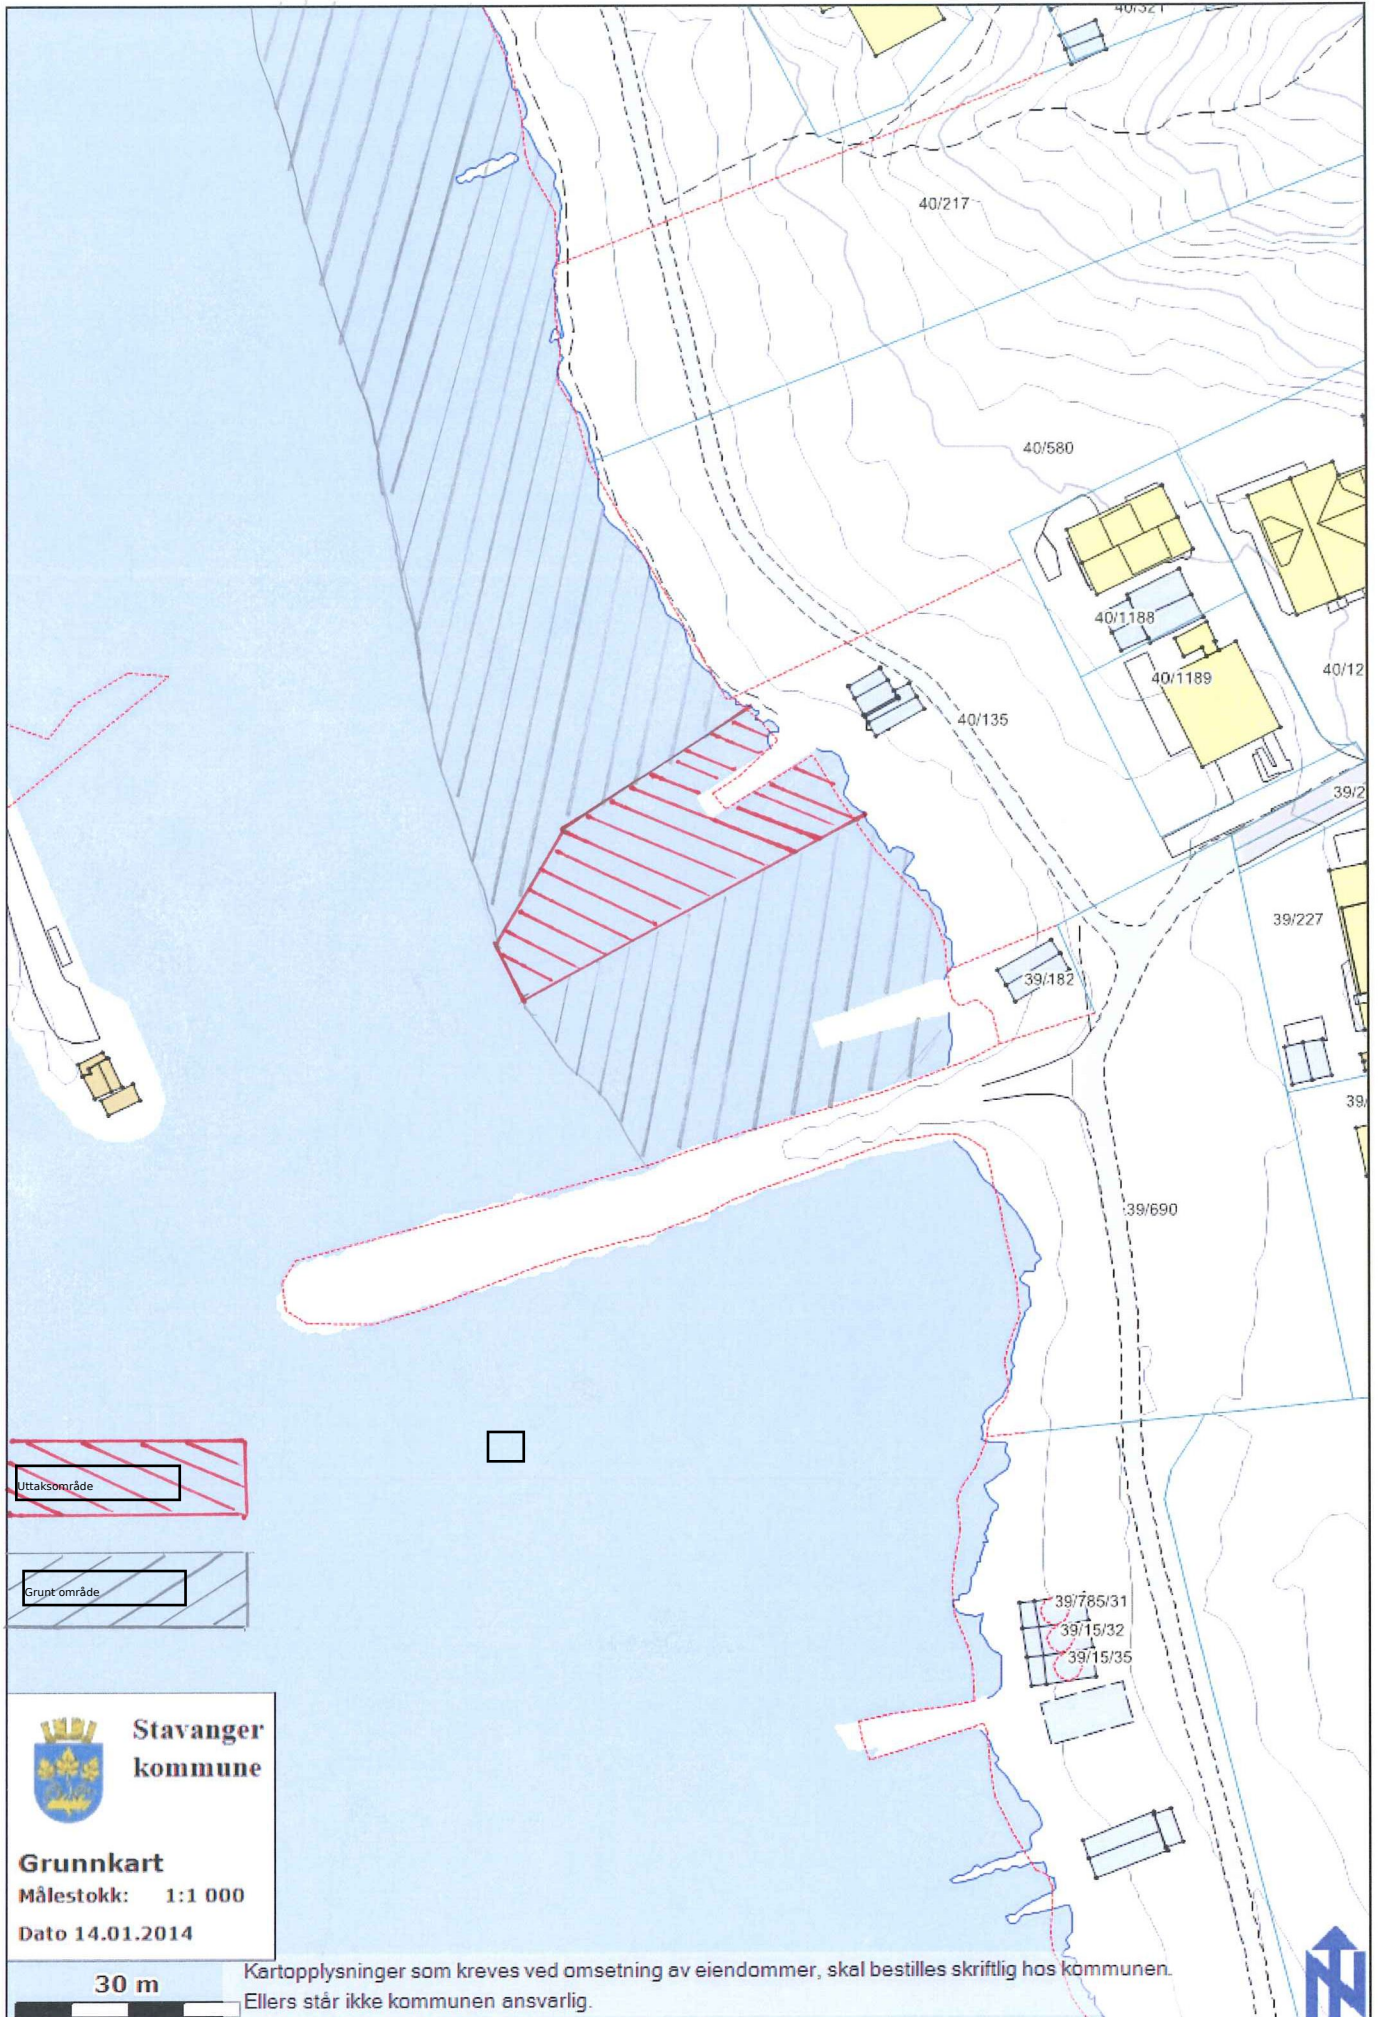 40/321
40/217
40/580
40/1188
40/1189
40/12
40/135
39/2
39/227
39/182
39/
39/690
Uttaksområde
Grunt område
39/785/31
39/15/32
39/15/35
Stavanger
kommune
Grunnkart
Målestokk: 1:1 000
Dato 14.01.2014
30 m
Kartopplysninger som kreves ved omsetning av eiendommer, skal bestilles skriftlig hos kommunen.
Ellers står ikke kommunen ansvarlig.
N